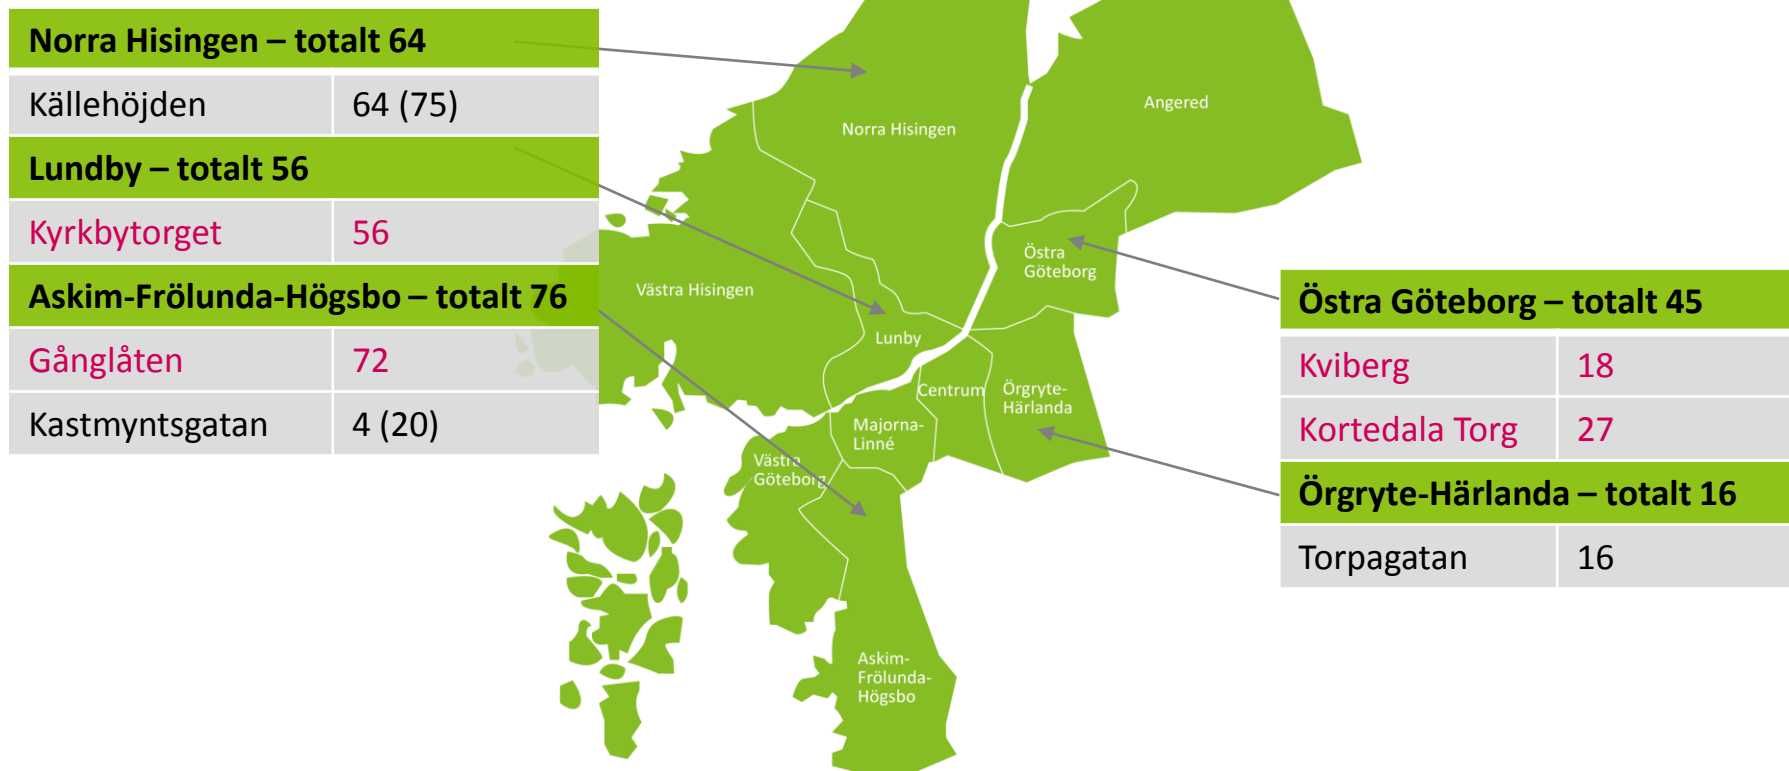 Norra Hisingen – totalt 64
Källehöjden 64 (75)
Lundby – totalt 56
Kyrkbytorget 56
Askim-Frölunda-Högsbo – totalt 76
Gånglåten 72
Kastmyntsgatan 4 (20)
Norra Hisingen
Angered
Östra
Göteborg
Västra Hisingen
Lunby
Centrum
Örgryte-
Härlanda
Majorna-
Linné
Västra
Göteborg
Askim-
Frölunda-
Högsbo
Östra Göteborg – totalt 45
Kviberg 18
Kortedala Torg 27
Örgryte-Härlanda – totalt 16
Torpagatan 16